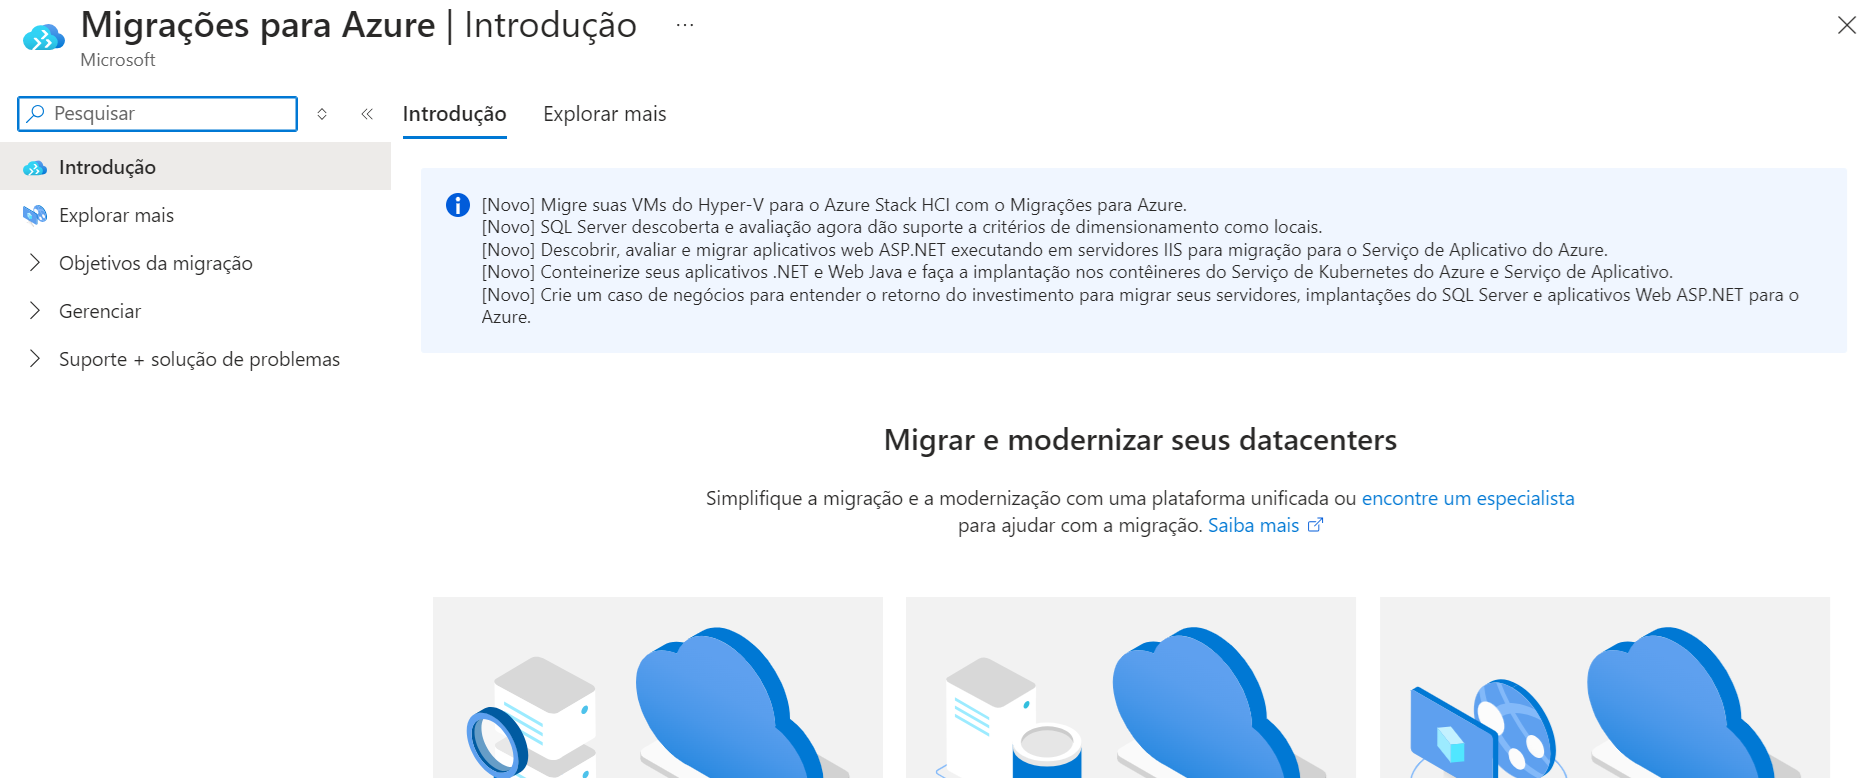 Migrações para Azure | Introdução ...
Microsoft
Pesquisar
Introdução
Explorar mais
Objetivos da migração
Gerenciar
Suporte + solução de problemas
Introdução Explorar mais
[Novo] Migre suas VMs do Hyper-V para o Azure Stack HCI com o Migrações para Azure.
[Novo] SQL Server descoberta e avaliação agora dão suporte a critérios de dimensionamento como locais.
[Novo] Descobrir, avaliar e migrar aplicativos web ASP.NET executando em servidores IIS para migração para o Serviço de Aplicativo do Azure.
[Novo] Conteinerize seus aplicativos .NET e Web Java e faça a implantação nos contêineres do Serviço de Kubernetes do Azure e Serviço de Aplicativo.
[Novo] Crie um caso de negócios para entender o retorno do investimento para migrar seus servidores, implantações do SQL Server e aplicativos Web ASP.NET para o
Azure.
Migrar e modernizar seus datacenters
Simplifique a migração e a modernização com uma plataforma unificada ou encontre um especialista
para ajudar com a migração. Saiba mais